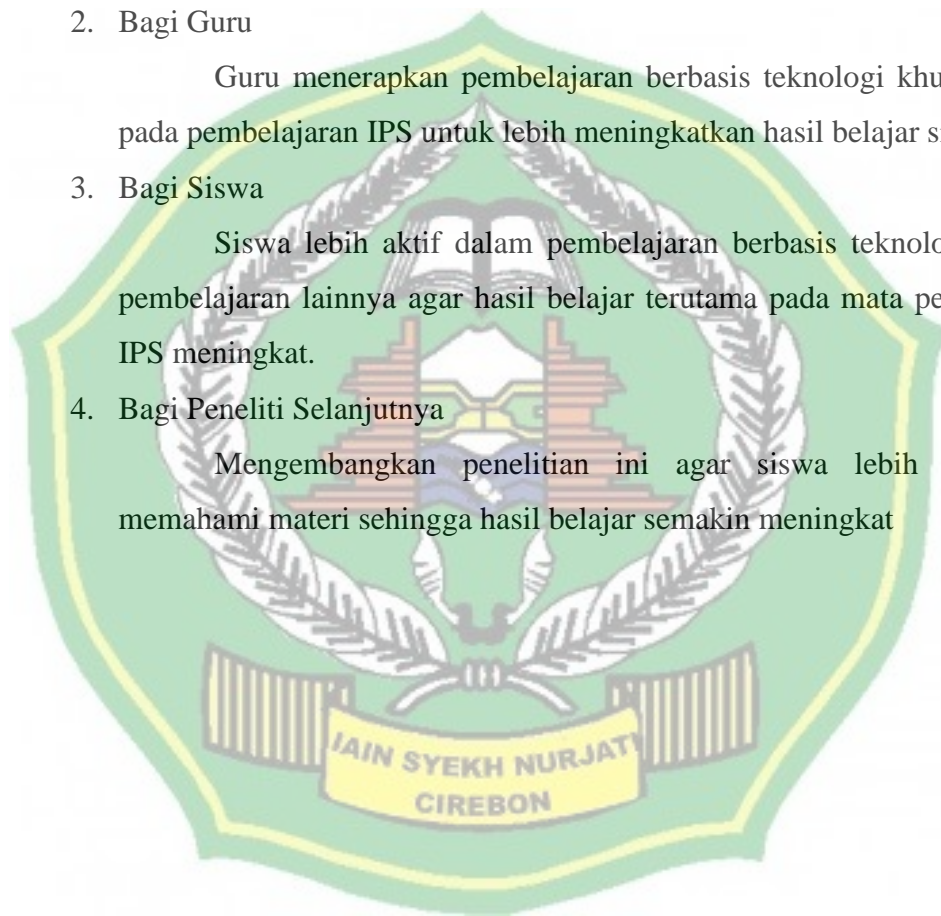 2. Bagi Guru
Guru menerapkan pembelajaran berbasis teknologi khu
pada pembelajaran IPS untuk lebih meningkatkan hasil belajar s
3. Bagi Siswa
Siswa lebih aktif dalam pembelajaran berbasis teknolo
pembelajaran lainnya agar hasil belajar terutama pada mata pe
IPS meningkat.
4. Bagi Peneliti Selanjutnya
Mengembangkan penelitian ini agar siswa lebih
memahami materi sehingga hasil belajar semakin meningkat
IAIN SYEKH NURJATI
CIREBON